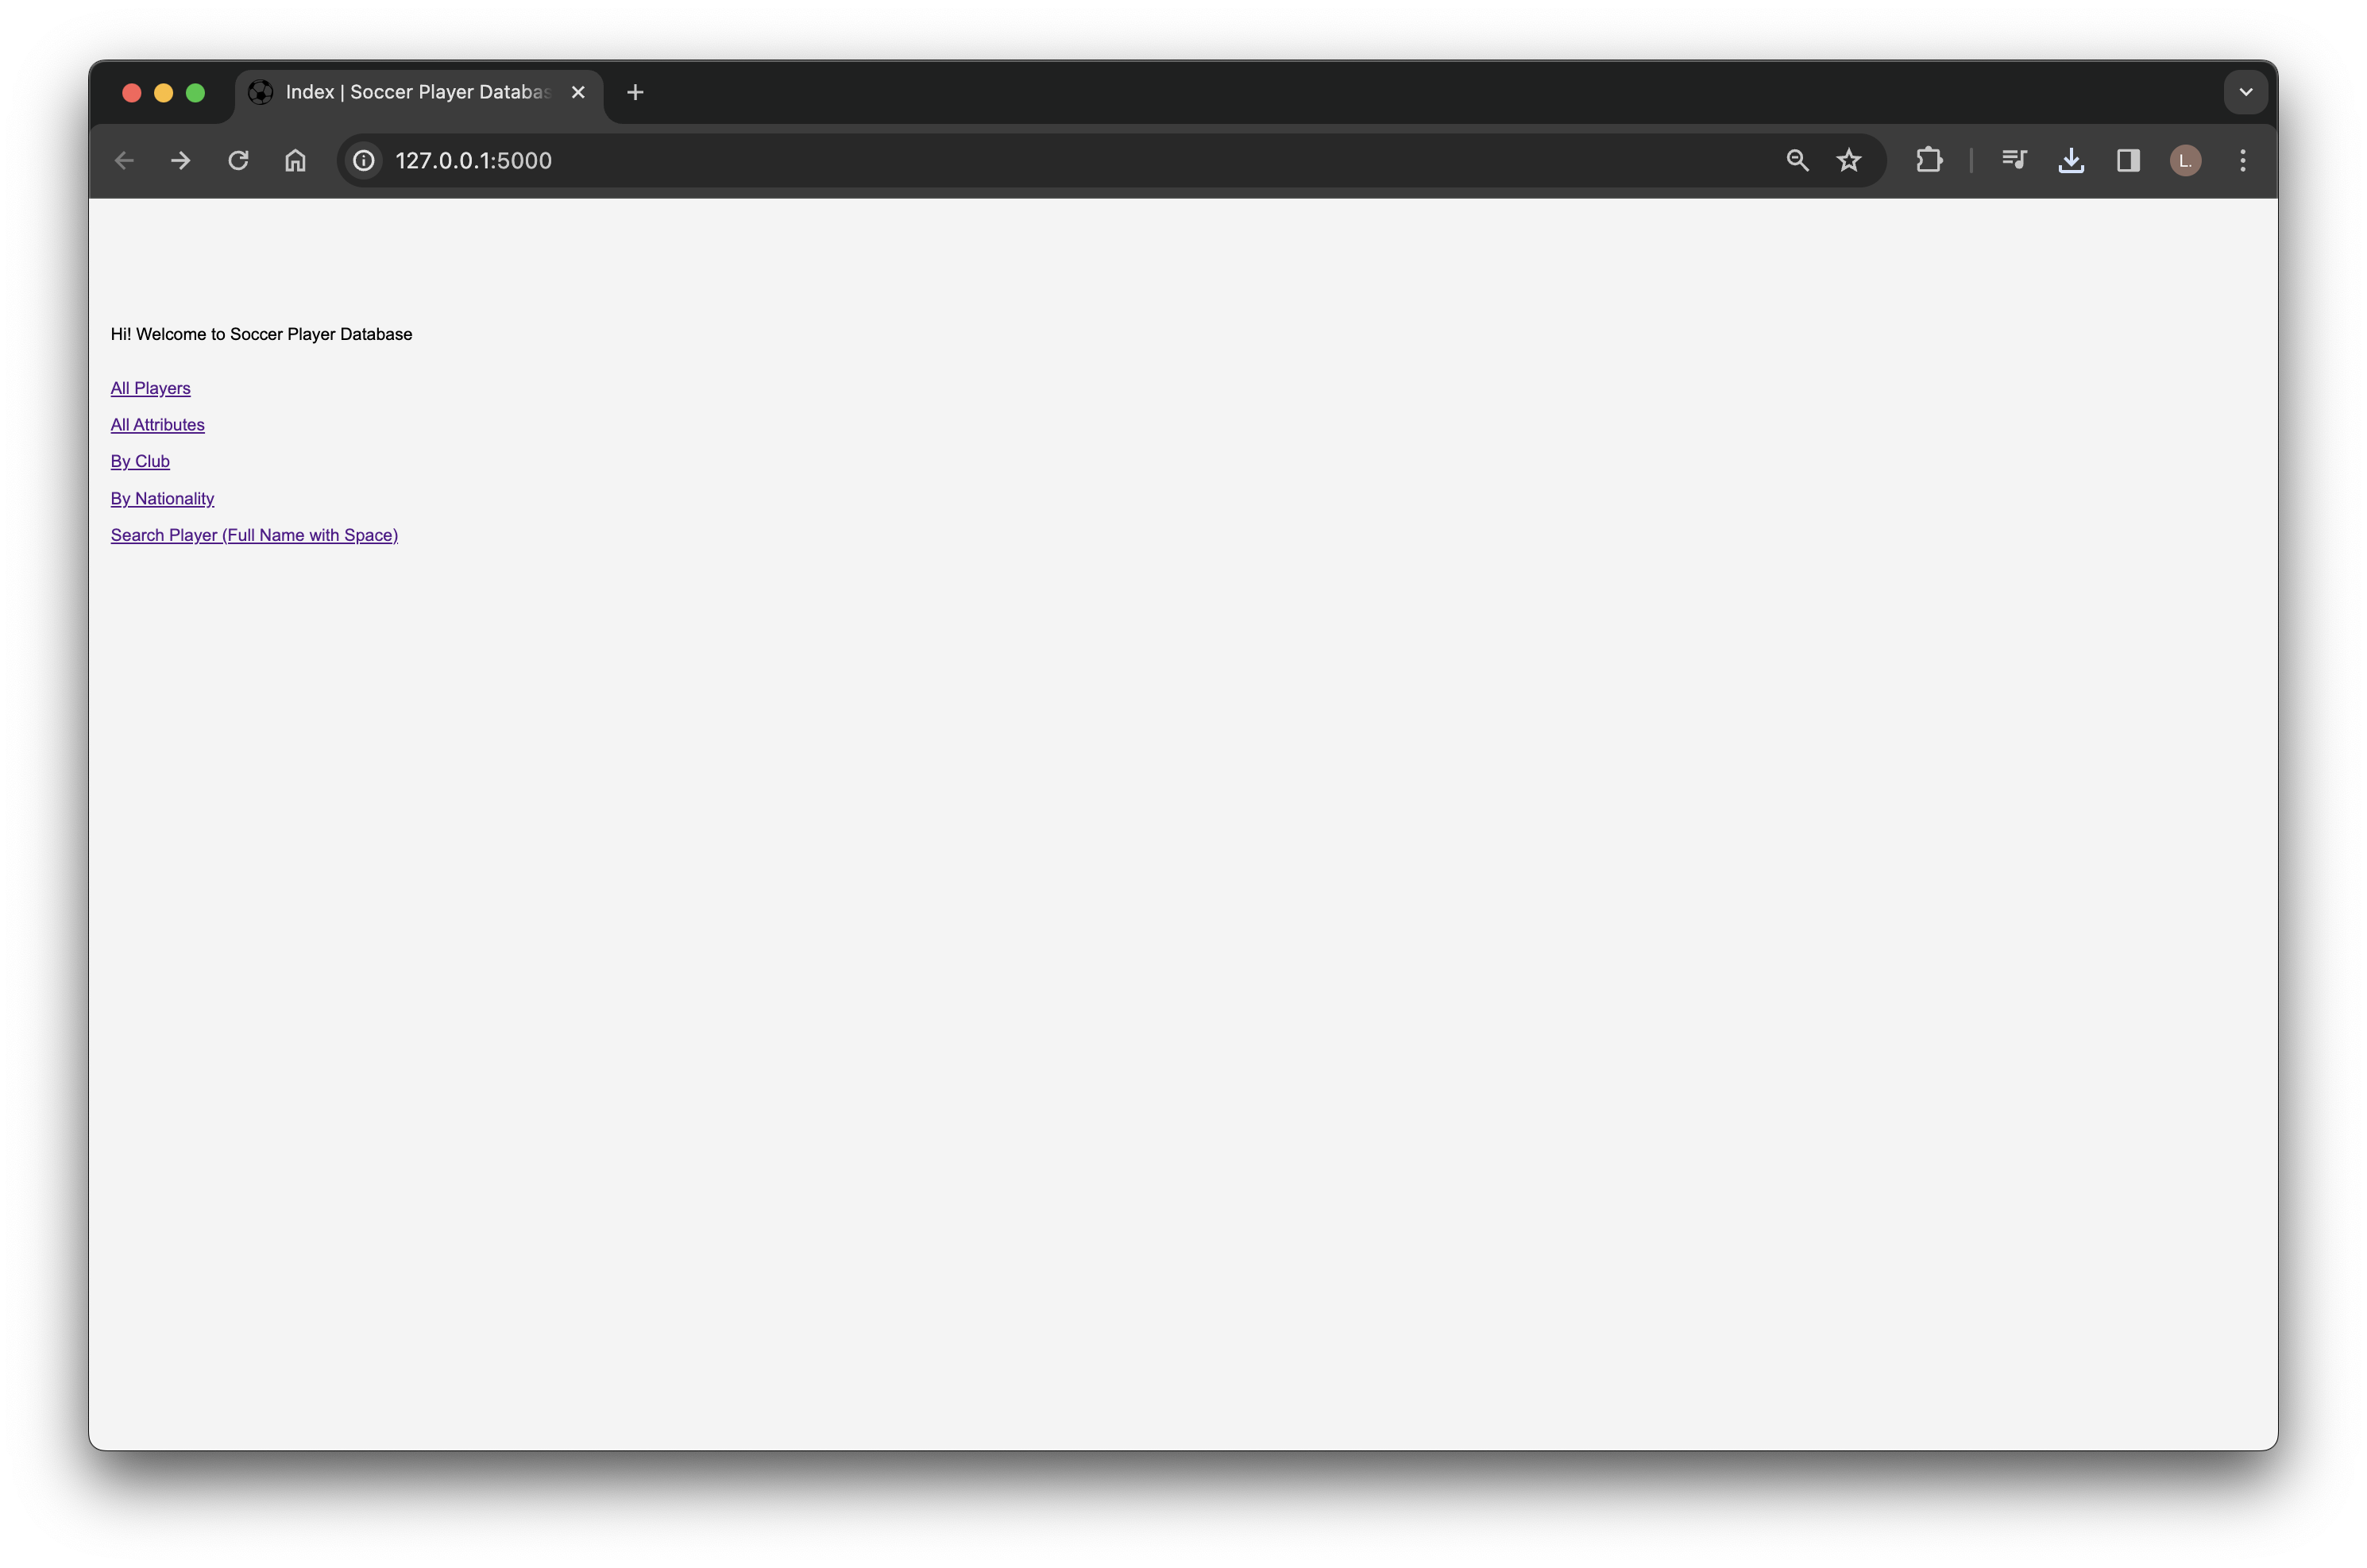 Index | Soccer Player Databas
127.0.0.1:5000
L.
Hi! Welcome to Soccer Player Database
All Players
All Attributes
By Club
By Nationality
Search Player (Full Name with Space)